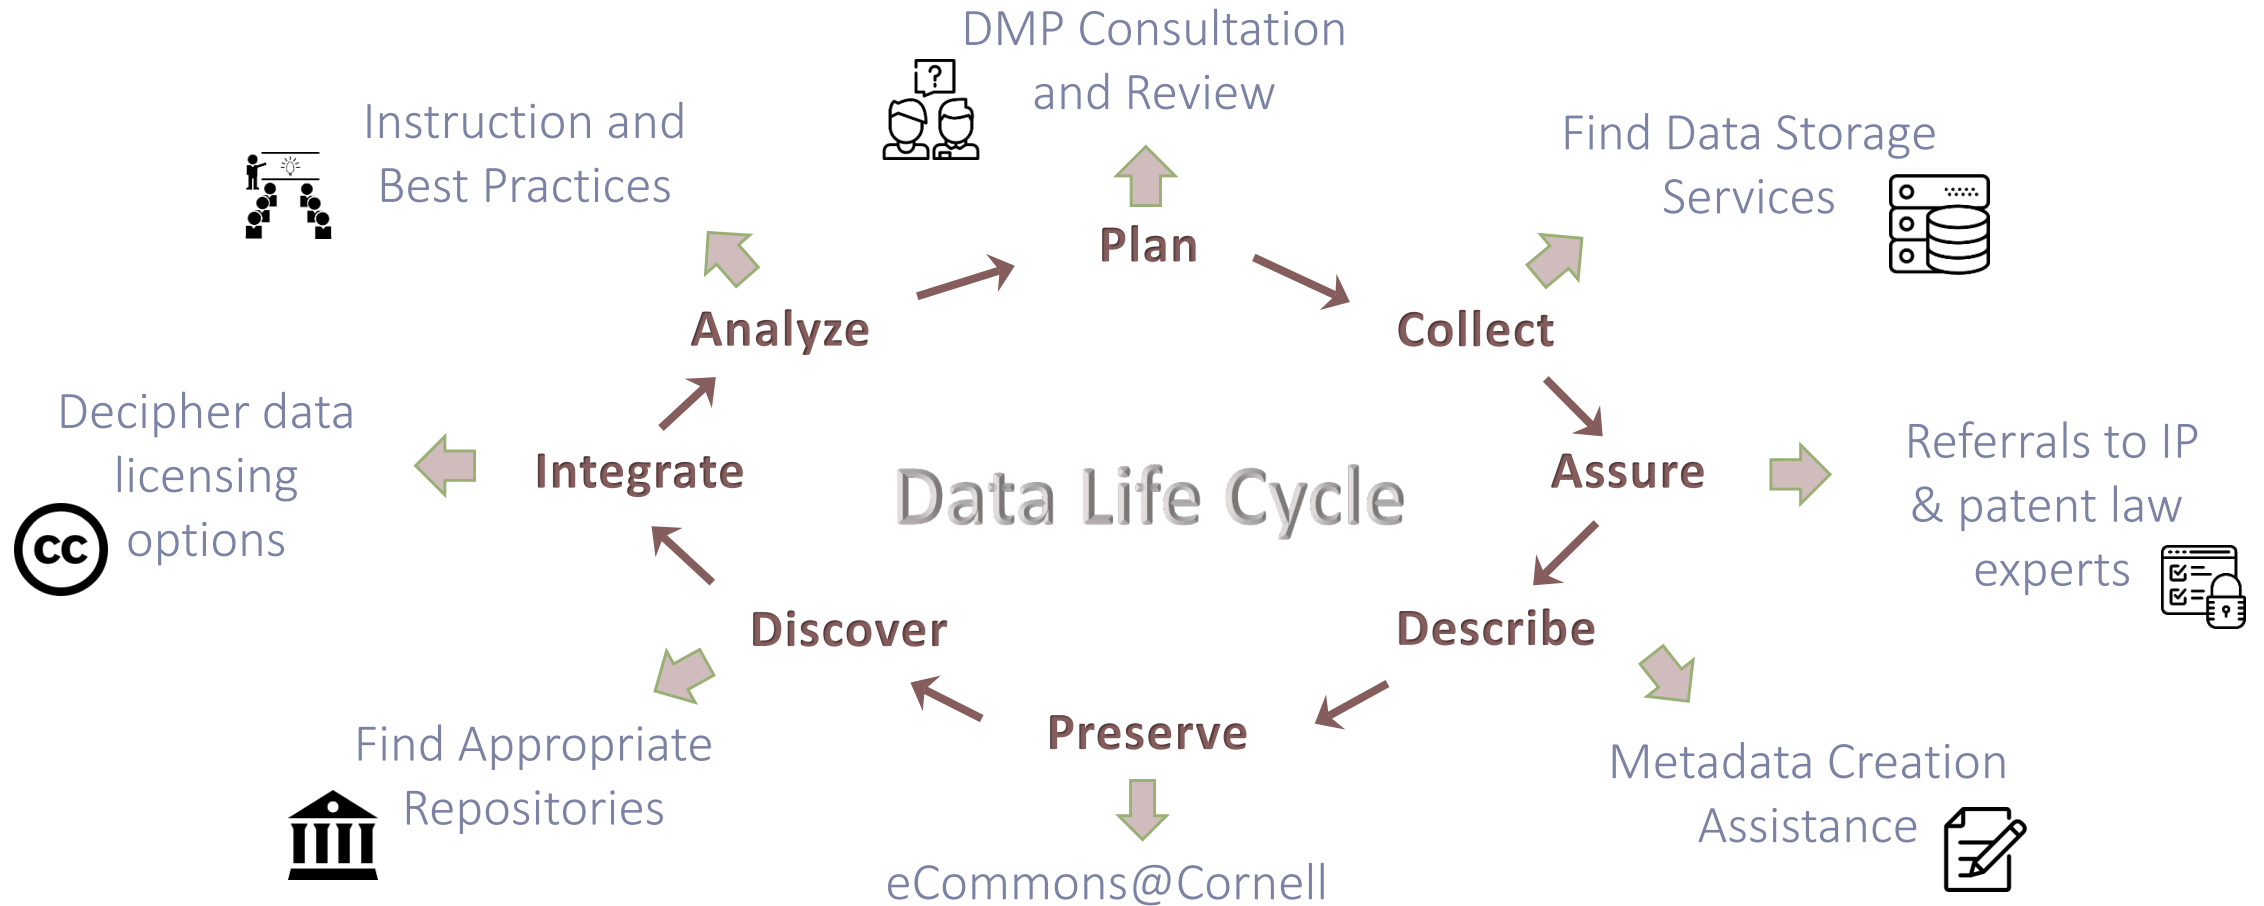 DMP Consultation
and Review
?
Instruction and
Best Practices
Find Data Storage
Services
Plan
Analyze
Collect
Decipher data
licensing
options
cc
Integrate
Data Life Cycle
Assure
Referrals to IP
& patent law
experts
Discover
Describe
Preserve
Find Appropriate
Repositories
Metadata Creation
Assistance
eCommons@Cornell